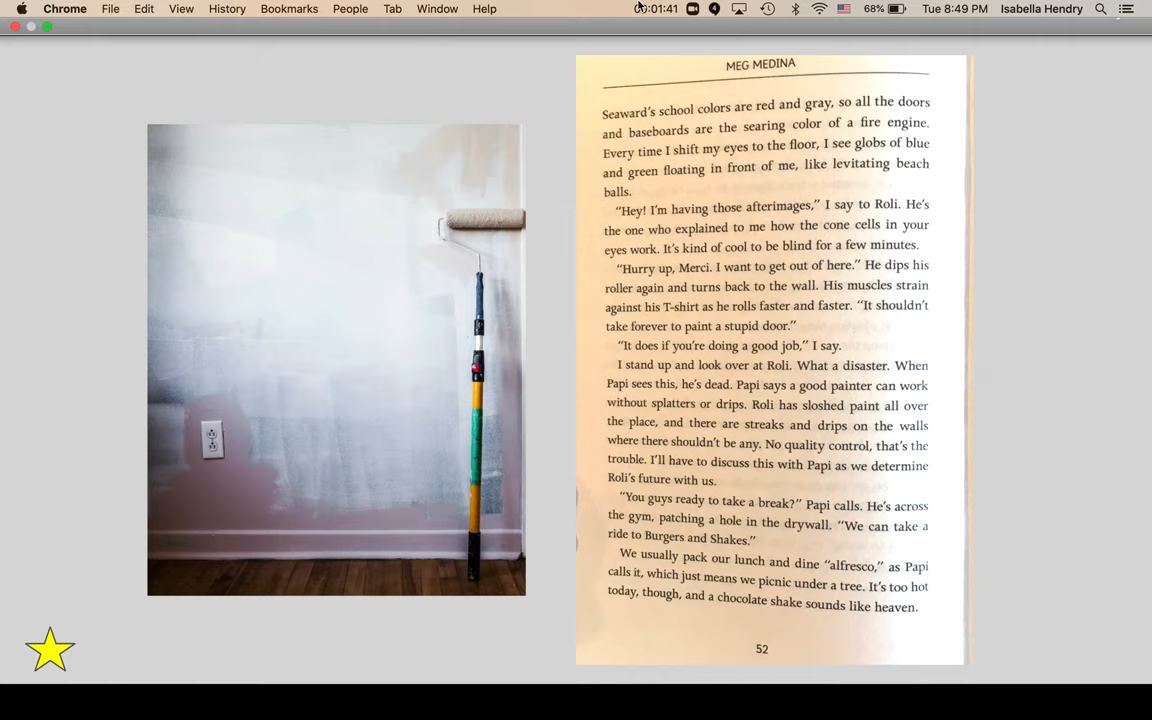 Chrome File Edit View History Bookmarks People Tab Window Help 00:01:41 4 68% Tue 8:49 PM Isabella Hendry
MEG MEDINA
Seaward's school colors are red and gray, so all the doors
and baseboards are the searing color of a fire engine.
Every time I shift my eyes to the floor, I see globs of blue
and green floating in front of me, like levitating beach
balls.
"Hey! I'm having those afterimages," I say to Roli. He's
the one who explained to me how the cone cells in your
eyes work. It's kind of cool to be blind for a few minutes.
"Hurry up, Merci. I want to get out of here." He dips his
roller again and turns back to the wall. His muscles strain
against his T-shirt as he rolls faster and faster. "It shouldn't
take forever to paint a stupid door."
"It does if you're doing a good job," I say.
I stand up and look over at Roli. What a disaster. When
Papi sees this, he's dead. Papi says a good painter can work
without splatters or drips. Roli has sloshed paint all over
the place, and there are streaks and drips on the walls
where there shouldn't be any. No quality control, that's the
trouble. I'll have to discuss this with Papi as we determine
Roli's future with us.
"You guys ready to take a break?" Papi calls. He's across
the gym, patching a hole in the drywall. "We can take a
ride to Burgers and Shakes."
We usually pack our lunch and dine "alfresco," as Papi
calls it, which just means we picnic under a tree. It's too hot
today, though, and a chocolate shake sounds like heaven.
52